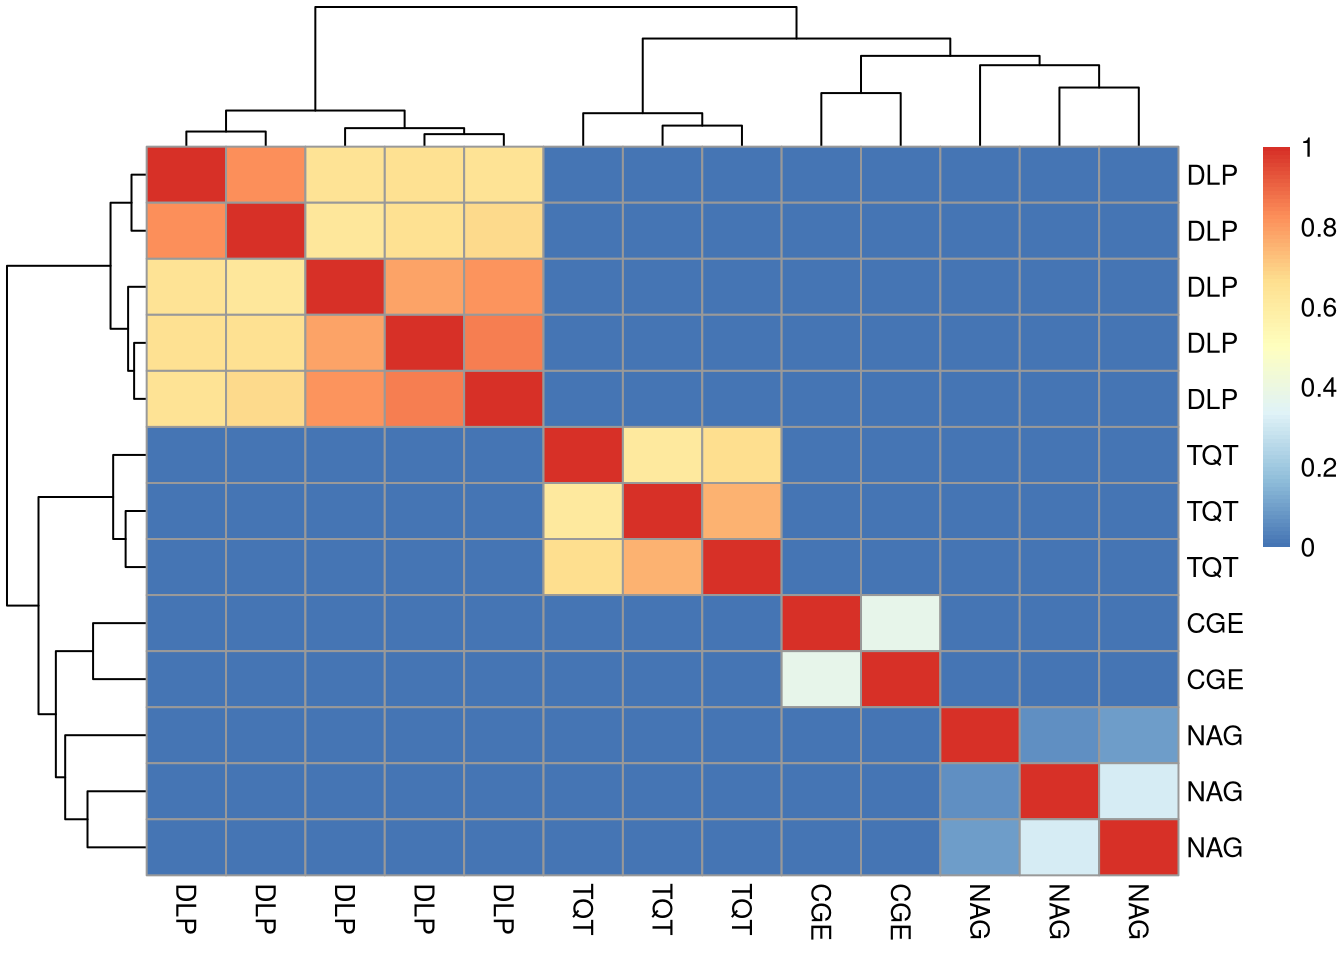 DLP
DLP
DLP
DLP
DLP
TQT
TQT
TQT
CGE
CGE
NAG
NAG
NAG
1
0.8
0.6
0.4
0.2
0
DLP DLP DLP DLP DLP TQT TQT TQT CGE CGE NAG NAG NAG